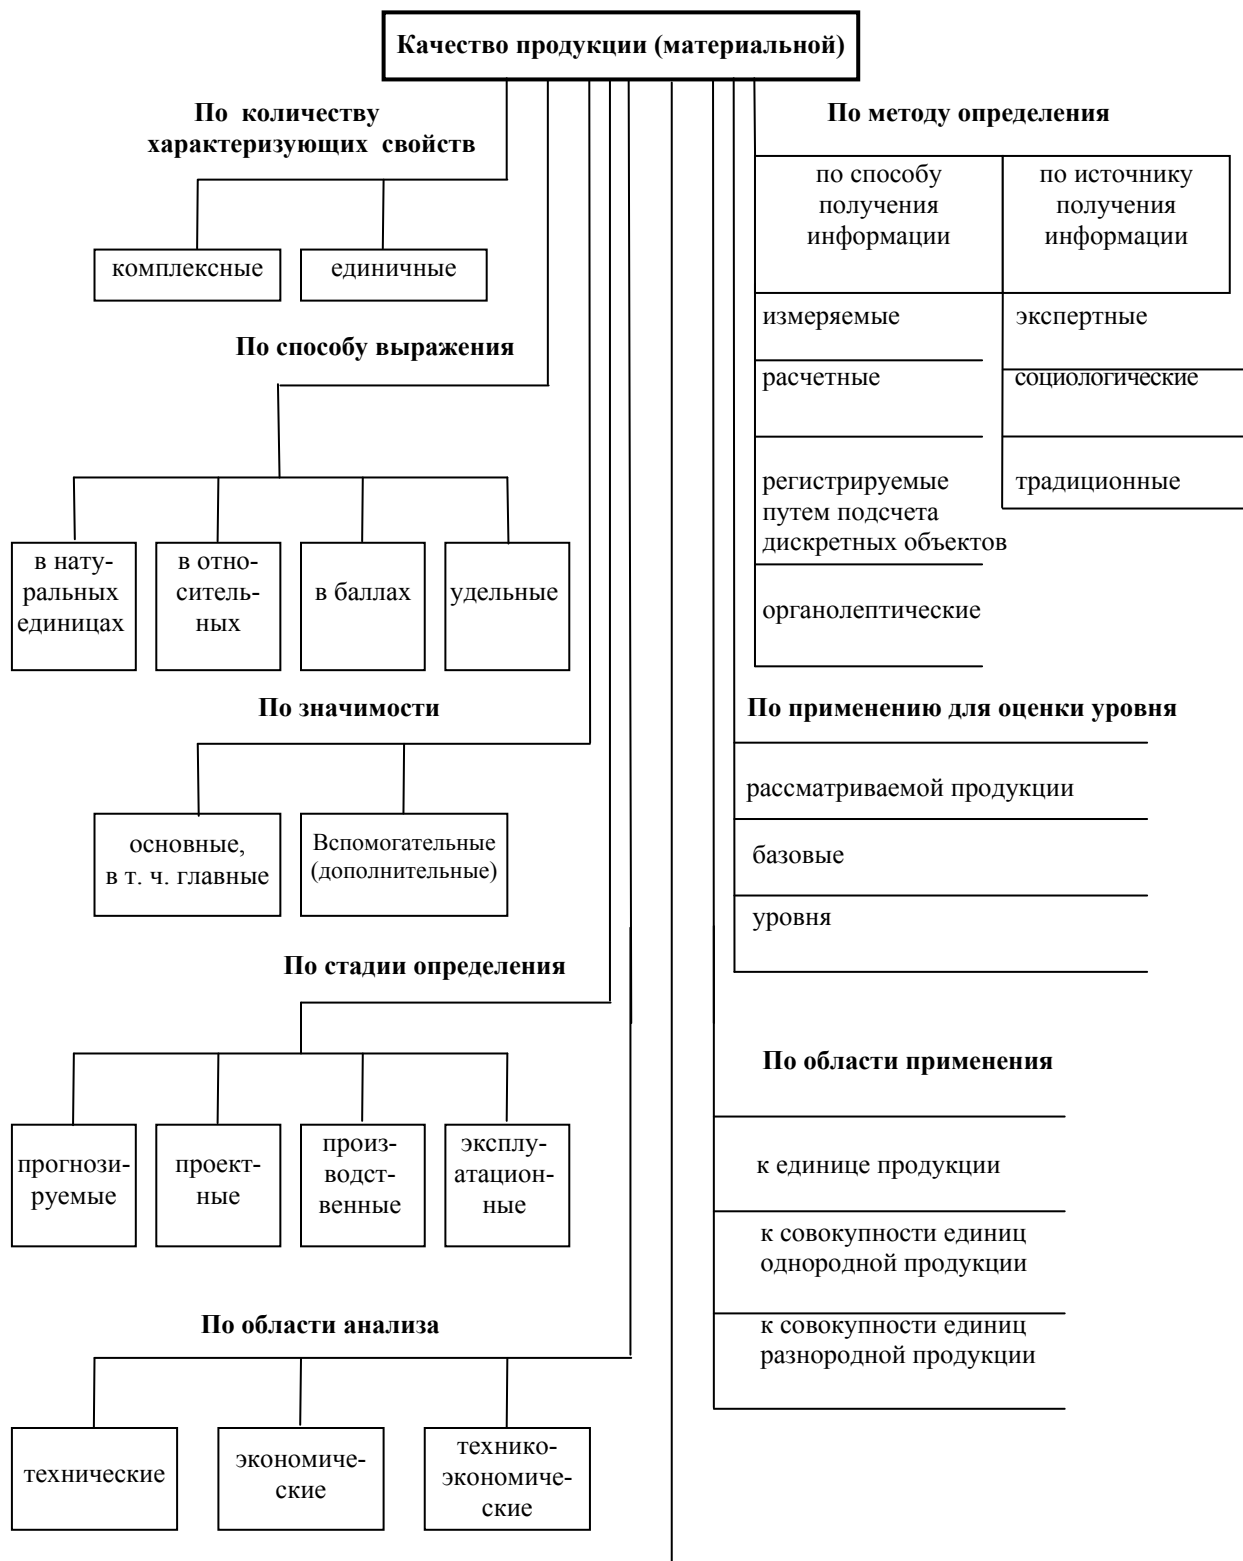 Качество продукции (материальной)
По количеству
характеризующих свойств
комплексные
единичные
По способу выражения
в нату-
ральных
единицах
в отно-
ситель-
ных
в баллах
удельные
По значимости
основные,
в т. ч. главные
Вспомогательные
(дополнительные)
По стадии определения
прогнози-
руемые
проект-
ные
произ-
водст-
венные
эксплу-
атацион-
ные
По области анализа
технические
экономиче-
ские
технико-
экономиче-
ские
По методу определения
по способу
получения
информации
по источнику
получения
информации
измеряемые
расчетные
регистрируемые
путем подсчета
дискретных объектов
органолептические
экспертные
социологические
традиционные
По применению для оценки уровня
рассматриваемой продукции
базовые
уровня
По области применения
к единице продукции
к совокупности единиц
однородной продукции
к совокупности единиц
разнородной продукции